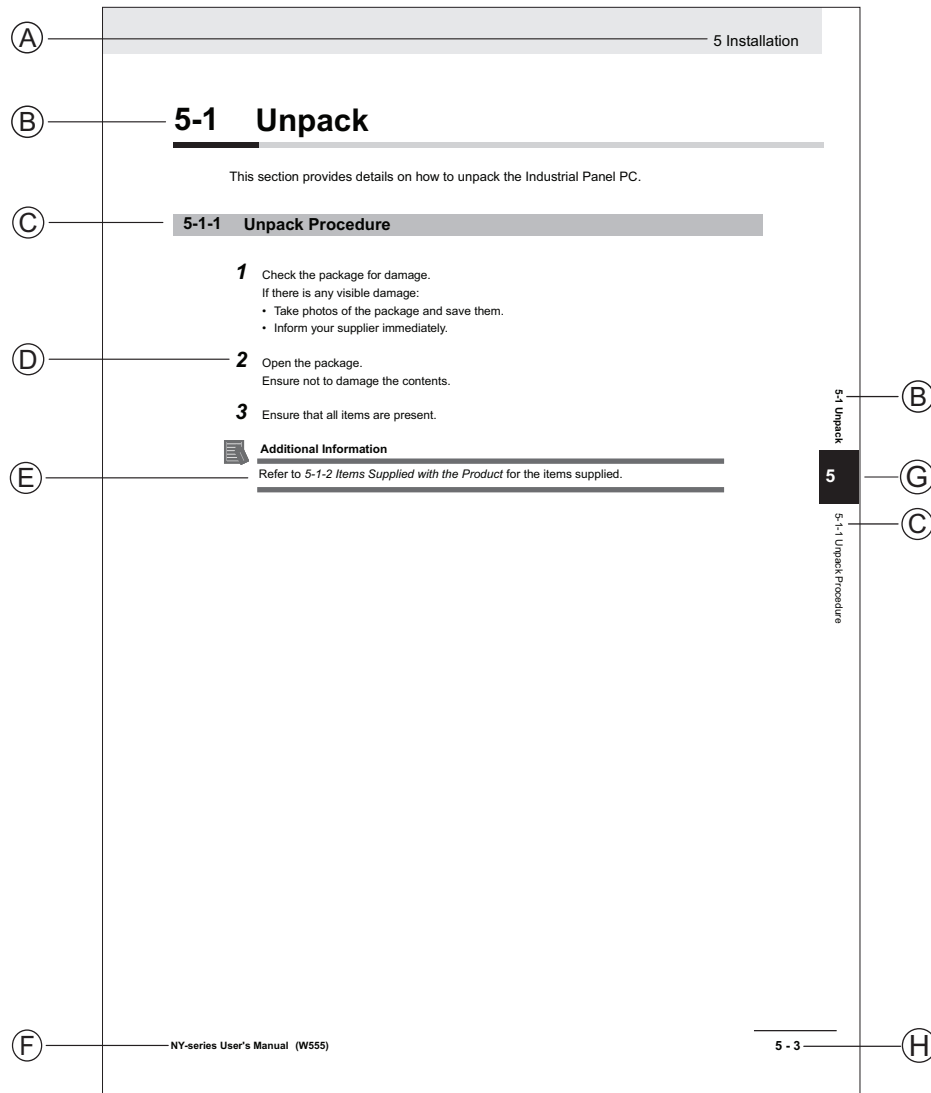 A
5 Installation
B
5-1 Unpack
This section provides details on how to unpack the Industrial Panel PC.
C
5-1-1 Unpack Procedure
1 Check the package for damage.
If there is any visible damage:
• Take photos of the package and save them.
• Inform your supplier immediately.
D
2 Open the package.
Ensure not to damage the contents.
3 Ensure that all items are present.
Additional Information
E
Refer to 5-1-2 Items Supplied with the Product for the items supplied.
5-1 Unpack
B
5
G
5-1-1 Unpack Procedure
C
F
NY-series User's Manual (W555)
5 - 3
H